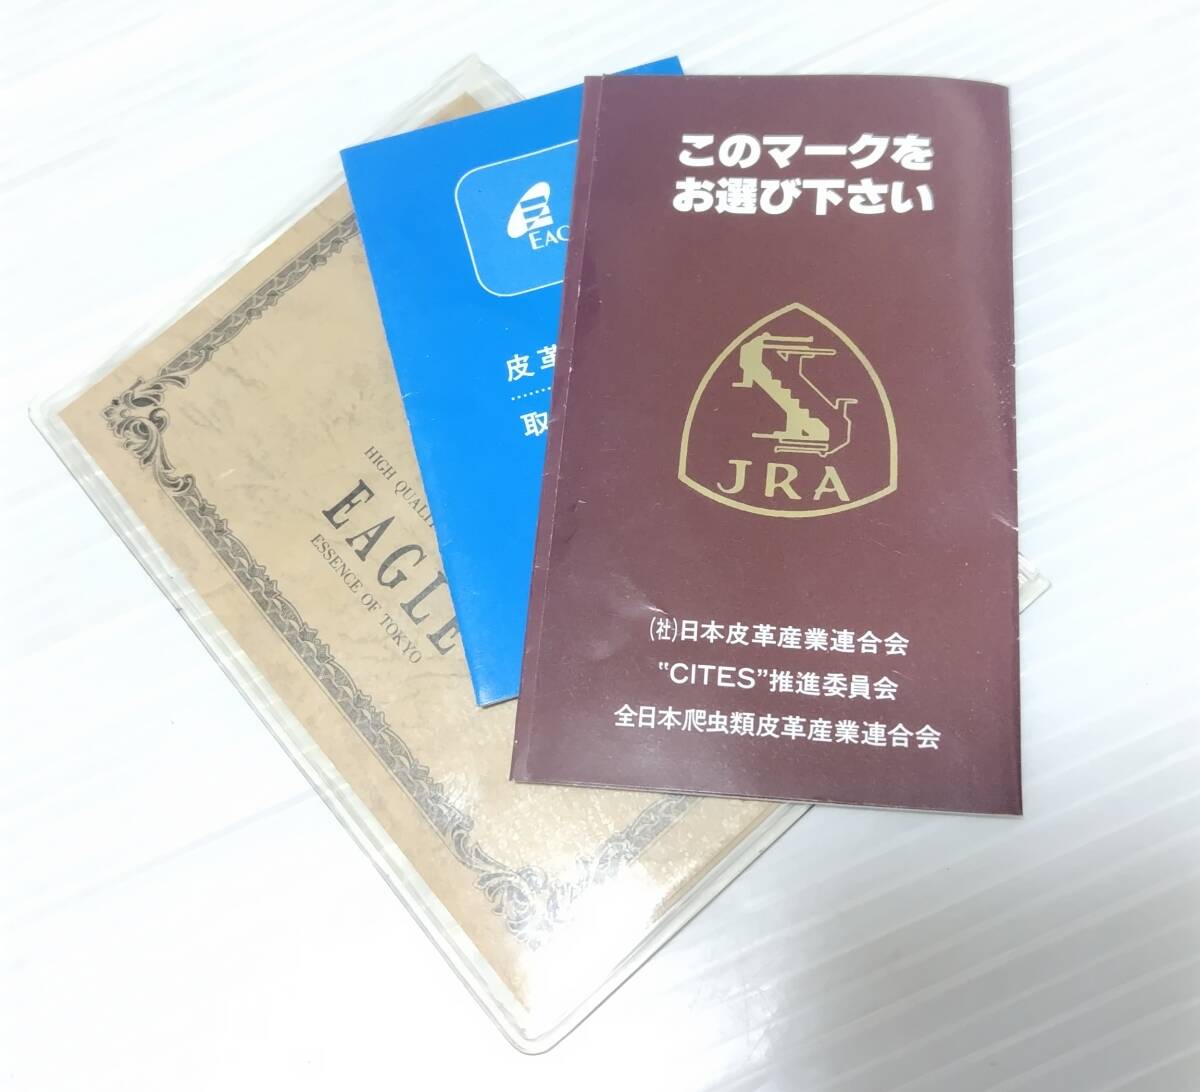 このマークを
お選び下さい
JRA
(社)日本皮革産業連合会
"CITES"推進委員会
全日本爬虫類皮革産業連合会
EAC
皮革
取
HIGH QUALIT
EAGLE
ESSENCE OF TOKYO